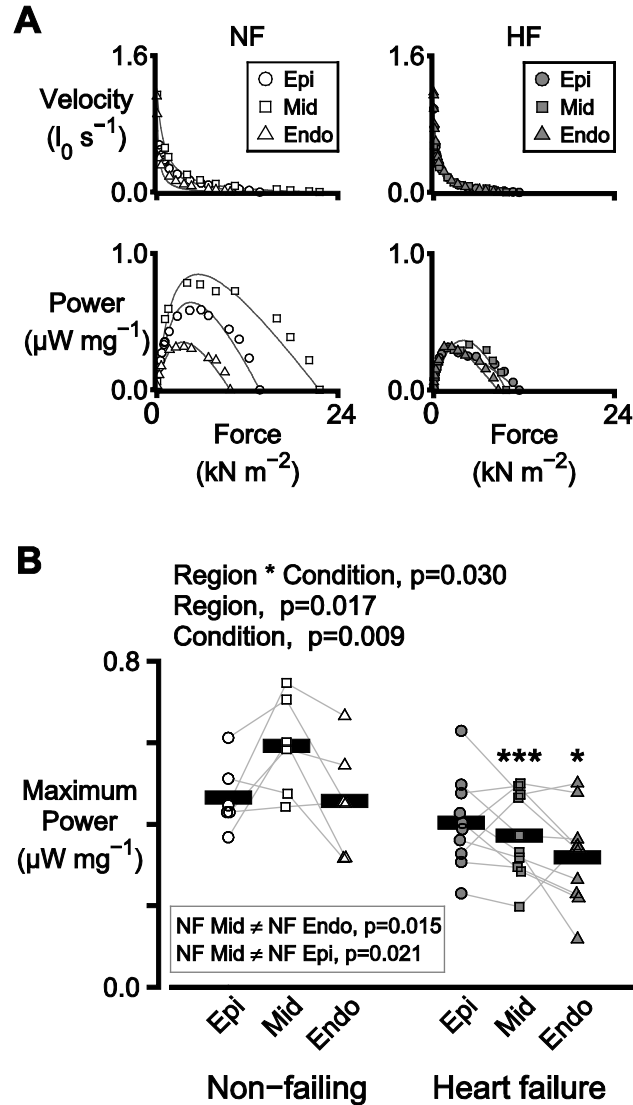 A
NF
HF
1.6
1.6
Velocity
(l₀ s⁻¹)
Epi
Mid
Endo
Epi
Mid
Endo
0.0
0.0
1.0
1.0
Power
(µW mg⁻¹)
0.0
0.0
0
24
0
24
Force
(kN m⁻²)
Force
(kN m⁻²)
B
Region * Condition, p=0.030
Region, p=0.017
Condition, p=0.009
0.8
*** *
Maximum
Power
(µW mg⁻¹)
NF Mid ≠ NF Endo, p=0.015
NF Mid ≠ NF Epi, p=0.021
0.0
Epi
Mid
Endo
Epi
Mid
Endo
Non−failing
Heart failure